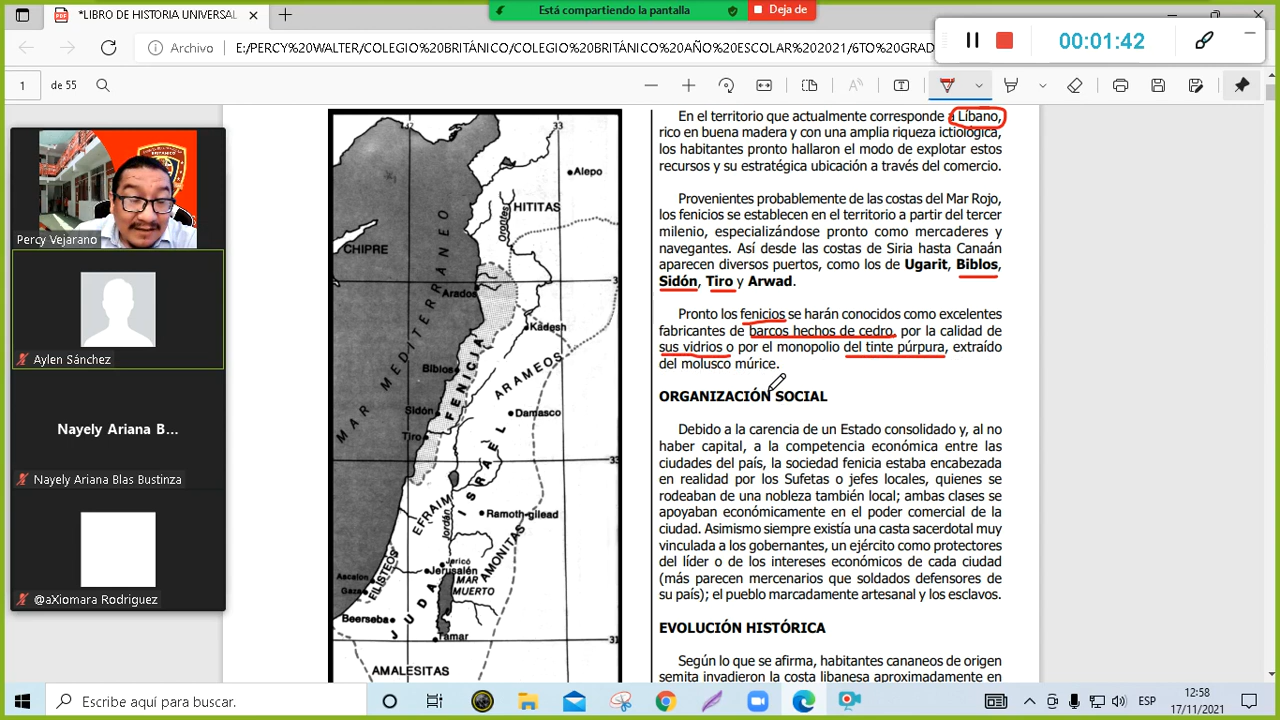 *LIBRO DE HISTORIA UNIVERSAL
Está compartiendo la pantalla
Deja de
Archivo
E:/PERCY%20WALTER/COLEGIO%20BRITÁNICO/COLEGIO%20BRITÁNICO%20AÑO%20ESCOLAR%202021/6TO%20GRAD
00:01:42
1
de 55
Percy Vejarano
Aylen Sánchez
Nayely Ariana B...
Nayely Ariana Blas Bustinza
@aXiomara Rodriguez
33
Alepo
HITITAS
Orontes
CHIPRE
MAR MEDITERRANEO
Arados
Kadesh
FENICIA
Biblos
ARAMEOS
Sidón
Damasco
Tiro
33
ISRAEL
EFRAIM
Jordán
Ramoth-gilead
AMONITAS
FILISTEOS
Jericó
Ascalon
Jerusalén
Gaza
MAR
MUERTO
JUDA
Beerseba
Tamar
31
AMALESITAS
En el territorio que actualmente corresponde a Líbano,
rico en buena madera y con una amplia riqueza ictiológica,
los habitantes pronto hallaron el modo de explotar estos
recursos y su estratégica ubicación a través del comercio.
Provenientes probablemente de las costas del Mar Rojo,
los fenicios se establecen en el territorio a partir del tercer
milenio, especializándose pronto como mercaderes y
navegantes. Así desde las costas de Siria hasta Canaán
aparecen diversos puertos, como los de Ugarit, Biblos,
Sidón, Tiro y Arwad.
Pronto los fenicios se harán conocidos como excelentes
fabricantes de barcos hechos de cedro, por la calidad de
sus vidrios o por el monopolio del tinte púrpura, extraído
del molusco múrice.
ORGANIZACIÓN SOCIAL
Debido a la carencia de un Estado consolidado y, al no
haber capital, a la competencia económica entre las
ciudades del país, la sociedad fenicia estaba encabezada
en realidad por los Sufetas o jefes locales, quienes se
rodeaban de una nobleza también local; ambas clases se
apoyaban económicamente en el poder comercial de la
ciudad. Asimismo siempre existía una casta sacerdotal muy
vinculada a los gobernantes, un ejército como protectores
del líder o de los intereses económicos de cada ciudad
(más parecen mercenarios que soldados defensores de
su país); el pueblo marcadamente artesanal y los esclavos.
EVOLUCIÓN HISTÓRICA
Según lo que se afirma, habitantes cananeos de origen
semita invadieron la costa libanesa aproximadamente en
Escribe aquí para buscar.
ESP
12:58
17/11/2021